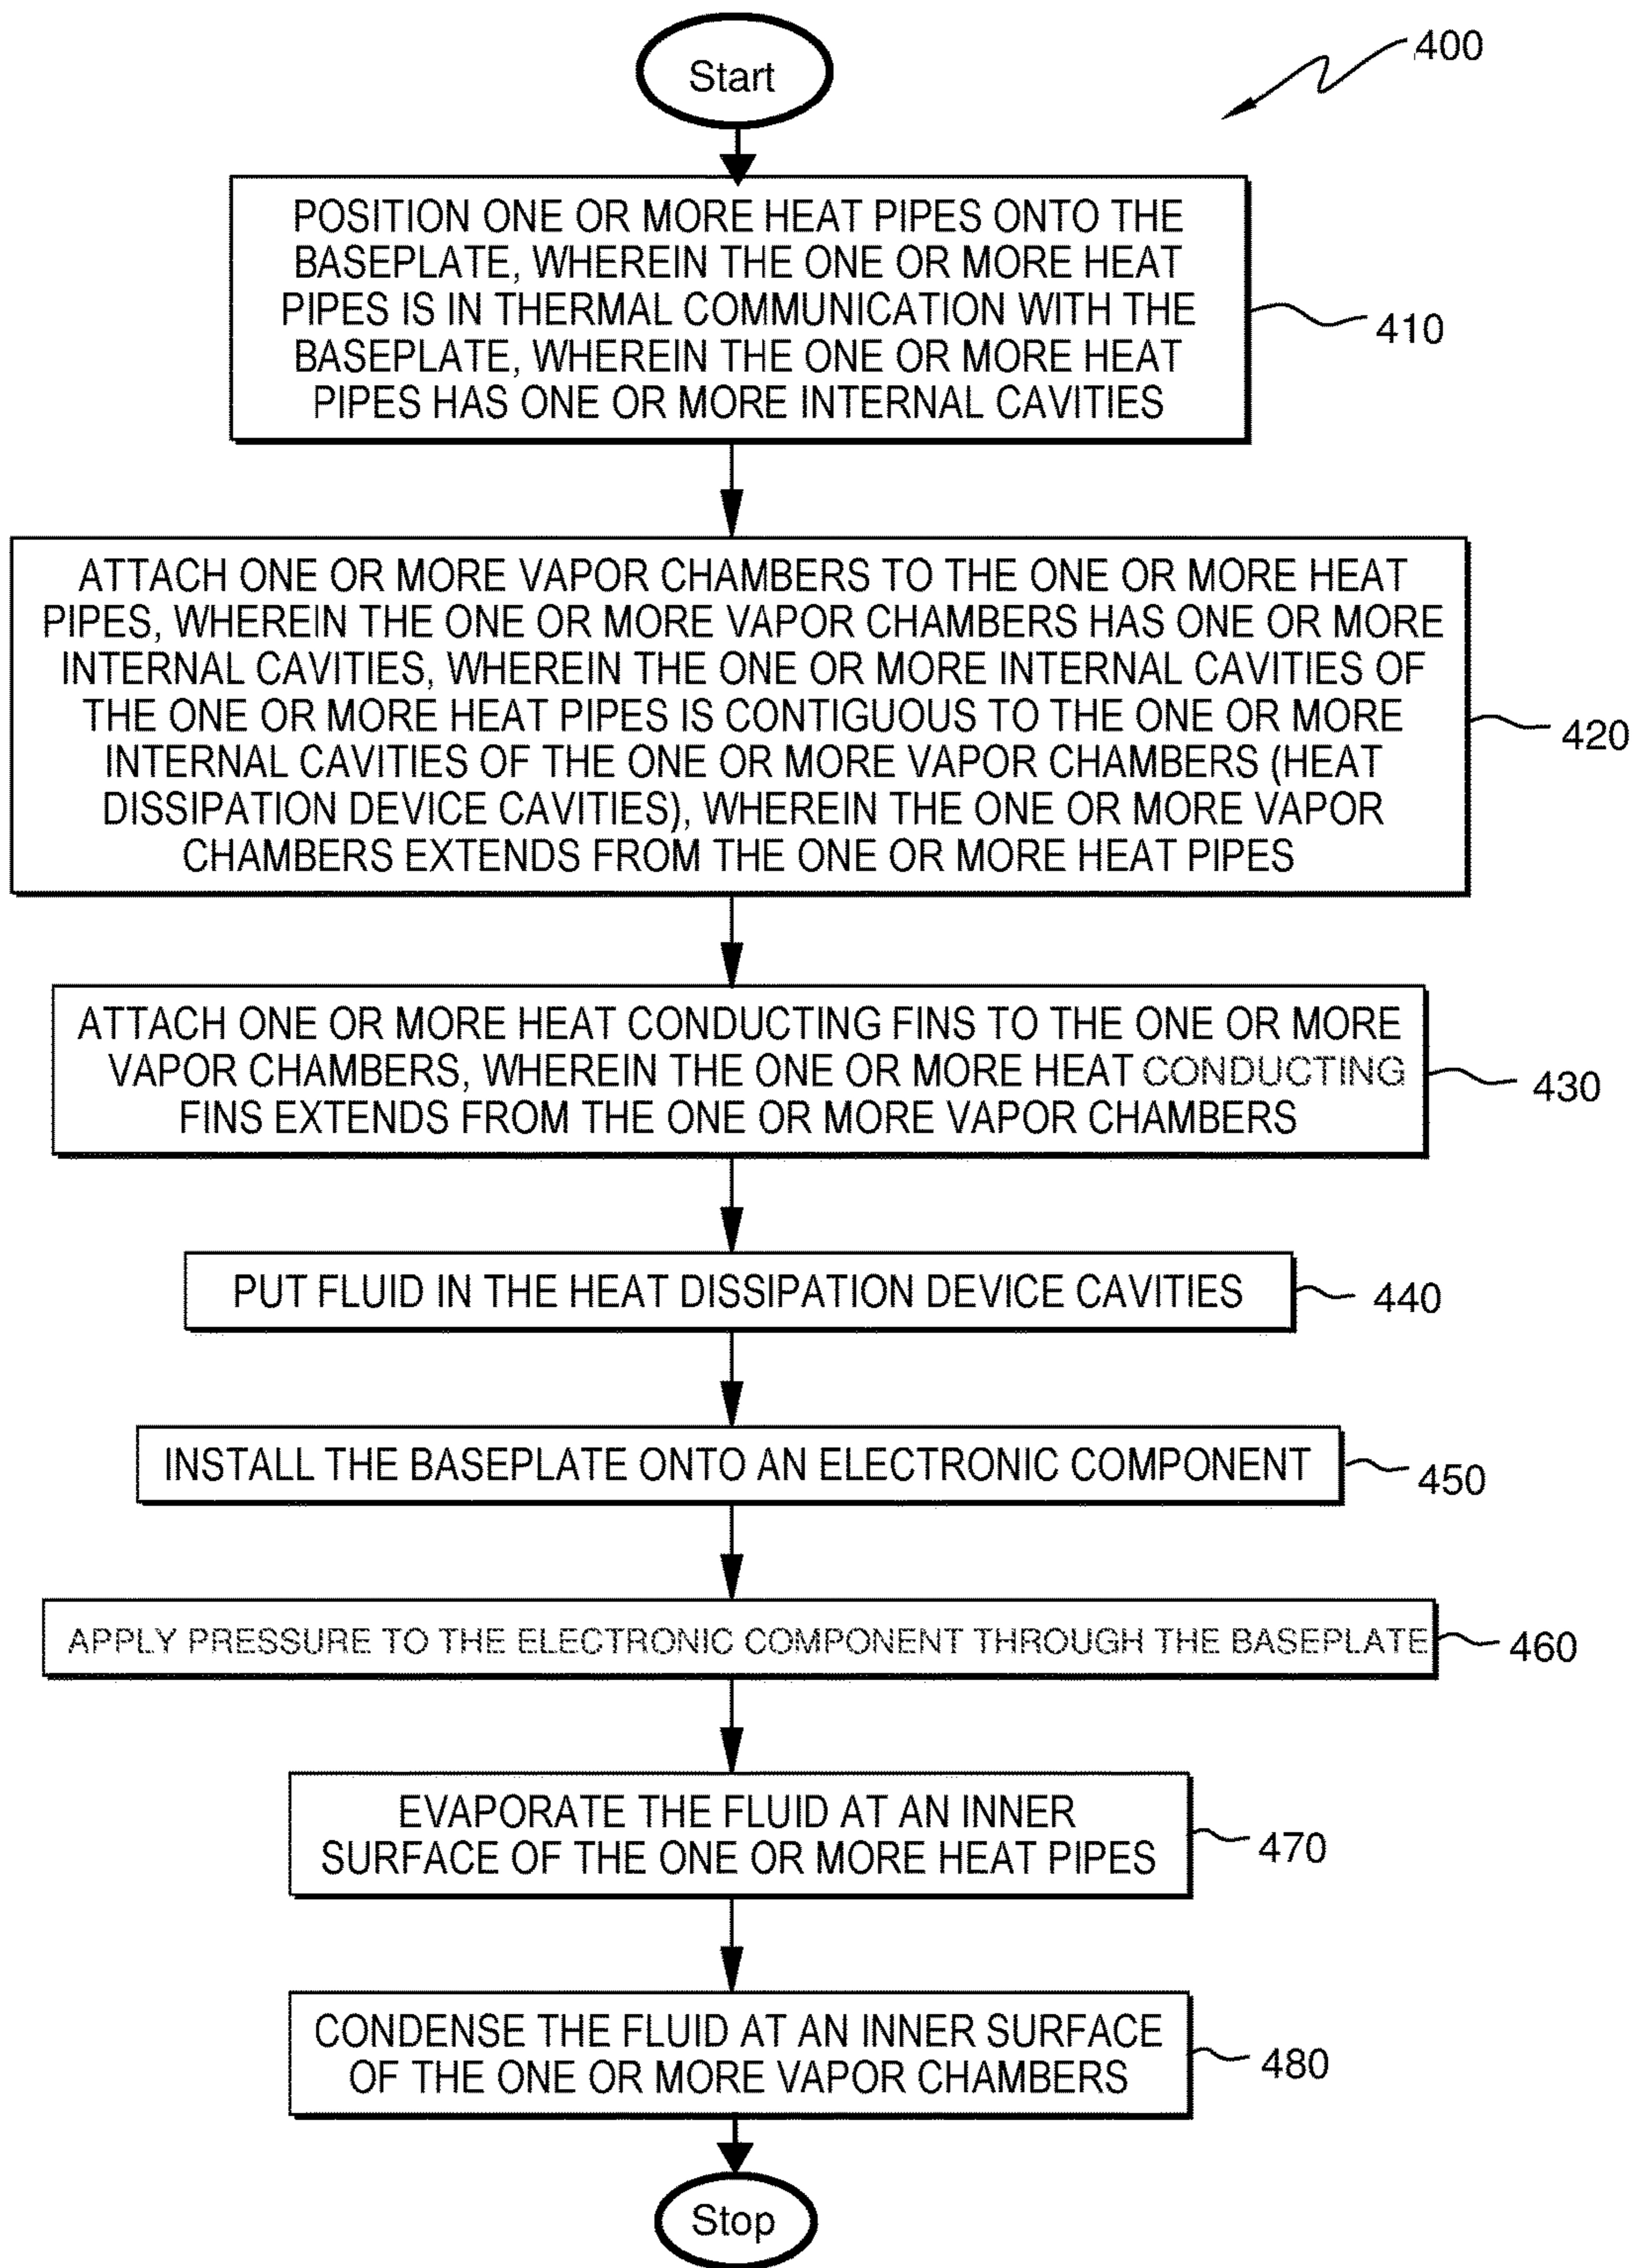 400
Start
POSITION ONE OR MORE HEAT PIPES ONTO THE
BASEPLATE, WHEREIN THE ONE OR MORE HEAT
PIPES IS IN THERMAL COMMUNICATION WITH THE
BASEPLATE, WHEREIN THE ONE OR MORE HEAT
PIPES HAS ONE OR MORE INTERNAL CAVITIES
410
ATTACH ONE OR MORE VAPOR CHAMBERS TO THE ONE OR MORE HEAT
PIPES, WHEREIN THE ONE OR MORE VAPOR CHAMBERS HAS ONE OR MORE
INTERNAL CAVITIES, WHEREIN THE ONE OR MORE INTERNAL CAVITIES OF
THE ONE OR MORE HEAT PIPES IS CONTIGUOUS TO THE ONE OR MORE
INTERNAL CAVITIES OF THE ONE OR MORE VAPOR CHAMBERS (HEAT
DISSIPATION DEVICE CAVITIES), WHEREIN THE ONE OR MORE VAPOR
CHAMBERS EXTENDS FROM THE ONE OR MORE HEAT PIPES
420
ATTACH ONE OR MORE HEAT CONDUCTING FINS TO THE ONE OR MORE
VAPOR CHAMBERS, WHEREIN THE ONE OR MORE HEAT CONDUCTING
FINS EXTENDS FROM THE ONE OR MORE VAPOR CHAMBERS
430
PUT FLUID IN THE HEAT DISSIPATION DEVICE CAVITIES
440
INSTALL THE BASEPLATE ONTO AN ELECTRONIC COMPONENT
450
APPLY PRESSURE TO THE ELECTRONIC COMPONENT THROUGH THE BASEPLATE
460
EVAPORATE THE FLUID AT AN INNER
SURFACE OF THE ONE OR MORE HEAT PIPES
470
CONDENSE THE FLUID AT AN INNER SURFACE
OF THE ONE OR MORE VAPOR CHAMBERS
480
Stop